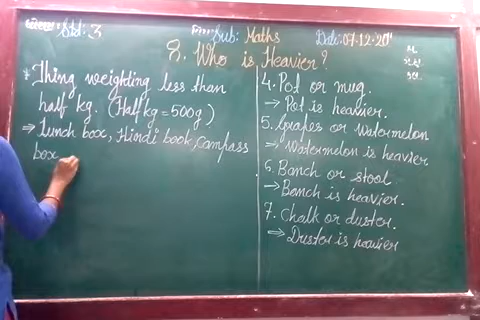 Std: 3
Sub: Maths
Date: 07-12-20
8. Who is Heavier?
* Thing weighting less than
half kg. (Half kg = 500g)
⇒ Lunch box, Hindi book, Compass
box
4. Pot or mug.
→ Pot is heavier.
5. Grapes or Watermelon
⇒ Watermelon is heavier
6. Banch or stool.
→ Bench is heavier.
7. Chalk or duster.
⇒ Duster is heavier